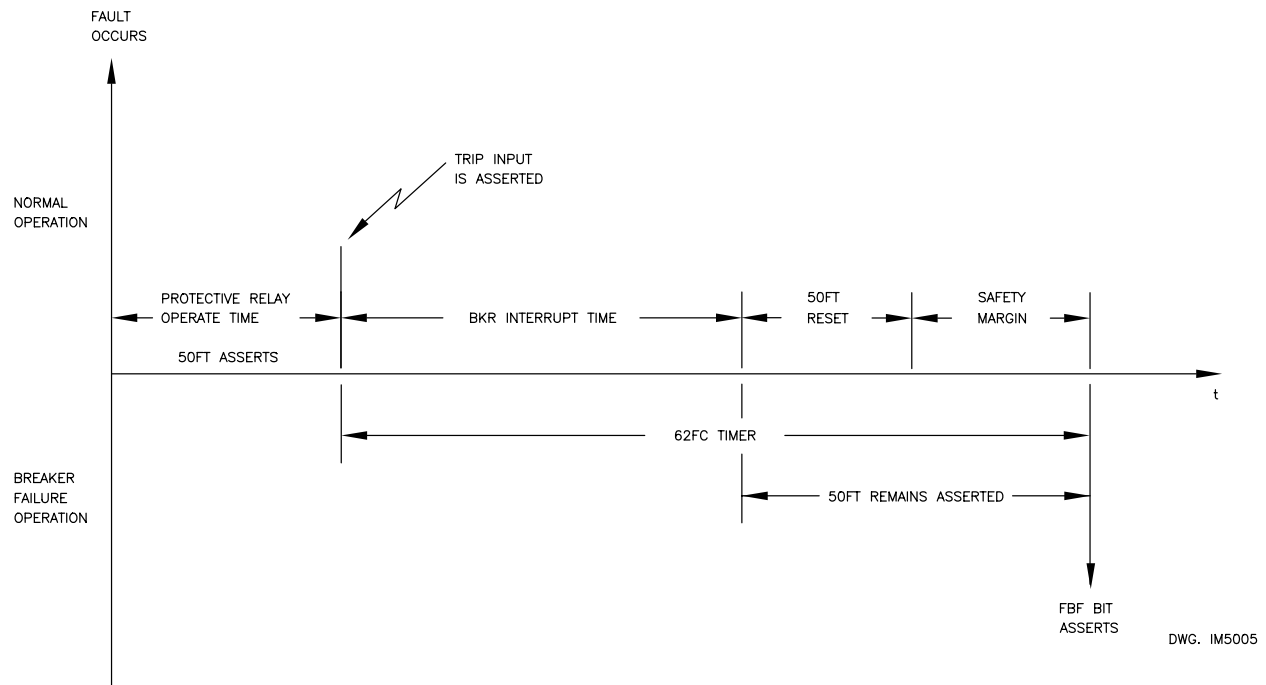 FAULT
OCCURS
TRIP INPUT
IS ASSERTED
NORMAL
OPERATION
PROTECTIVE RELAY
OPERATE TIME
BKR INTERRUPT TIME
50FT
RESET
SAFETY
MARGIN
50FT ASSERTS
t
62FC TIMER
BREAKER
FAILURE
OPERATION
50FT REMAINS ASSERTED
FBF BIT
ASSERTS
DWG. IM5005